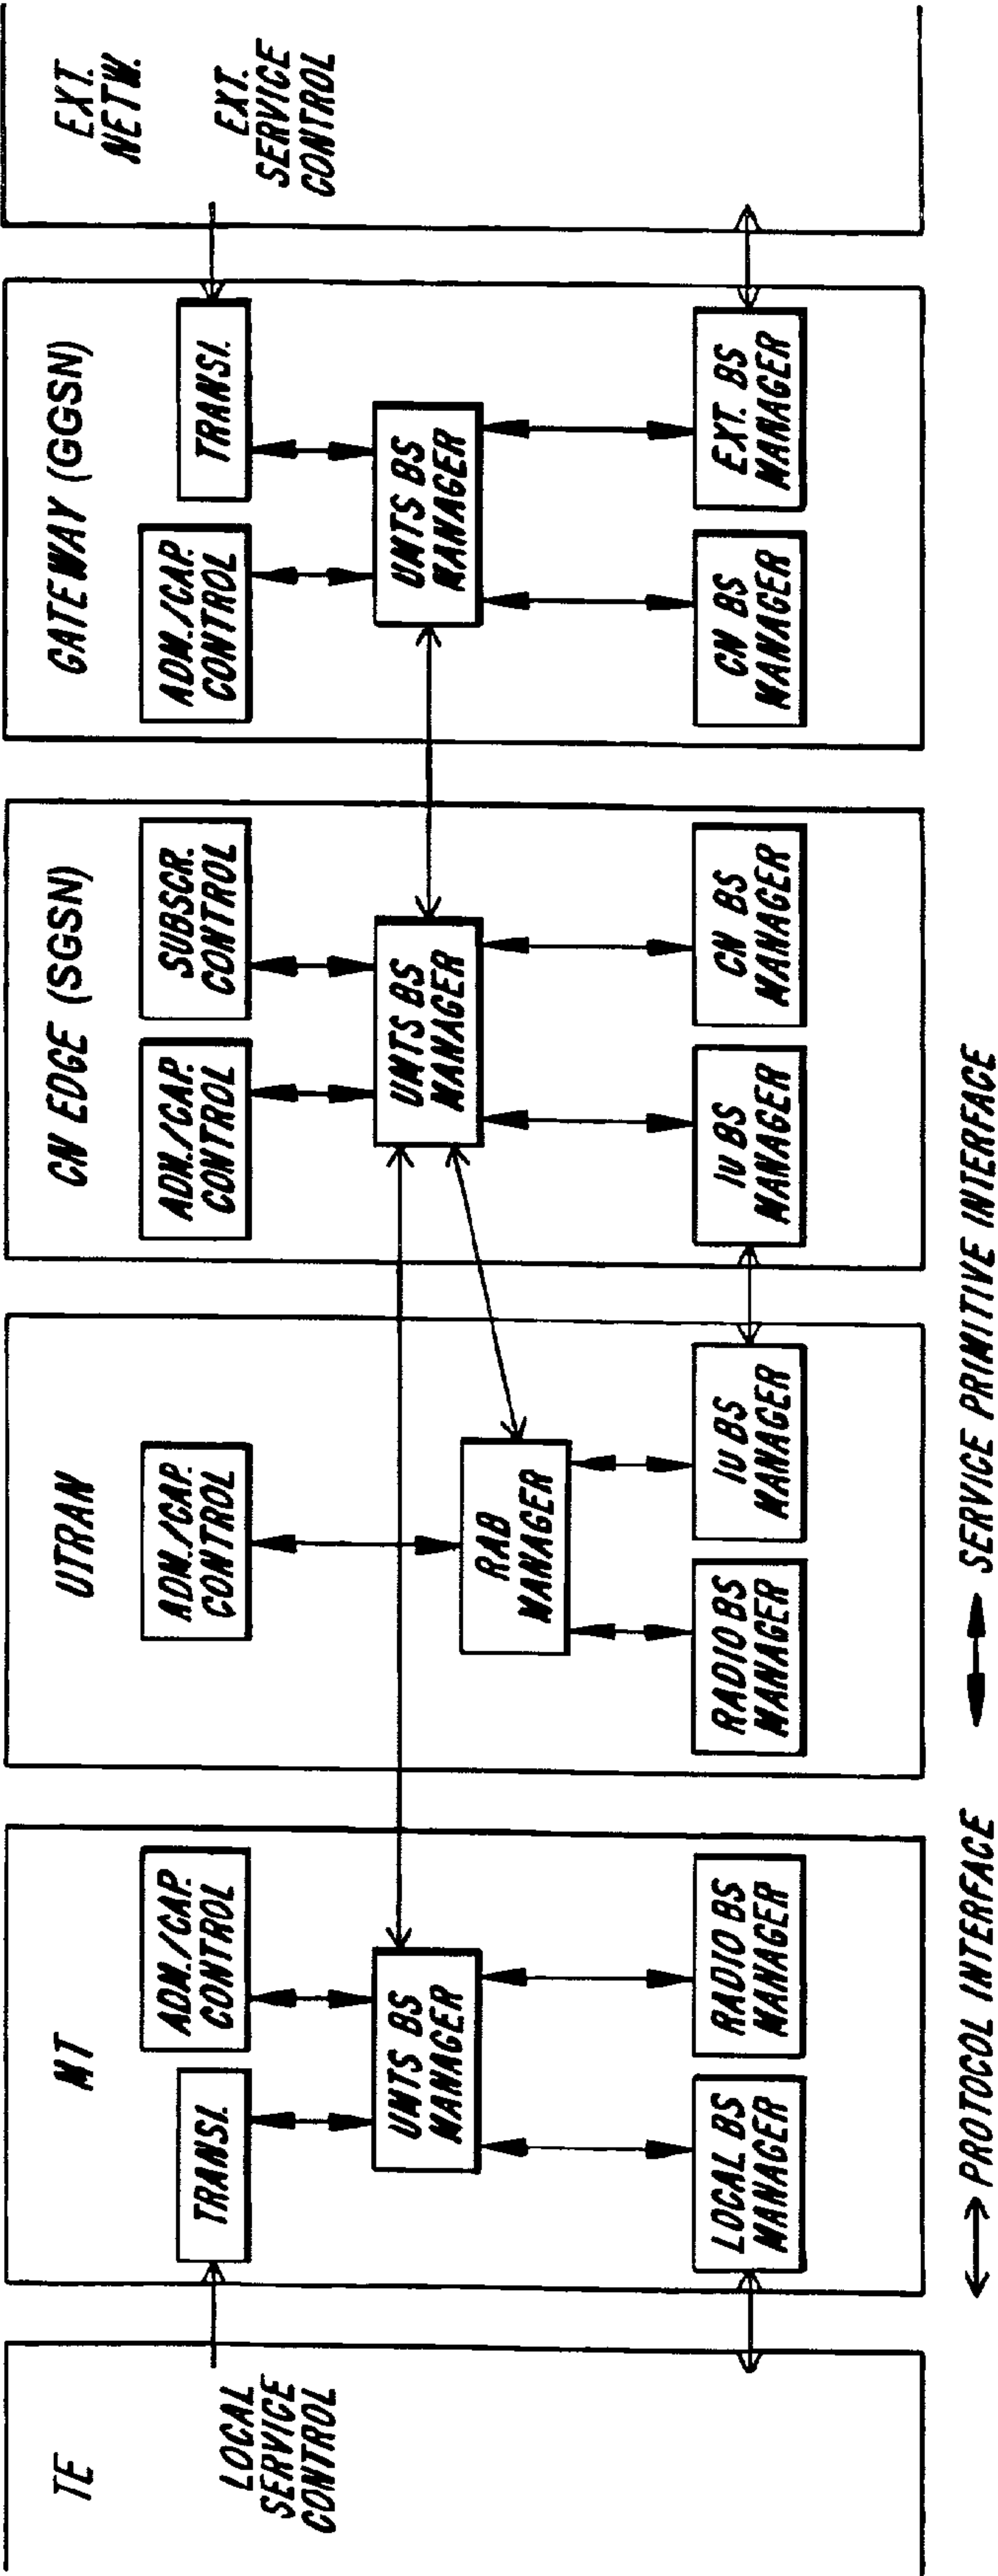 TE
LOCAL
SERVICE
CONTROL
MT
TRANSI.
ADM./CAP.
CONTROL
UMTS BS
MANAGER
LOCAL BS
MANAGER
RADIO BS
MANAGER
UTRAN
ADM./CAP.
CONTROL
RAB
MANAGER
RADIO BS
MANAGER
Iu BS
MANAGER
CN EDGE (SGSN)
ADM./CAP.
CONTROL
SUBSCR.
CONTROL
UMTS BS
MANAGER
Iu BS
MANAGER
CN BS
MANAGER
GATEWAY (GGSN)
ADM./CAP.
CONTROL
TRANSI.
UMTS BS
MANAGER
CN BS
MANAGER
EXT. BS
MANAGER
EXT.
NETW.
EXT.
SERVICE
CONTROL
PROTOCOL INTERFACE
SERVICE PRIMITIVE INTERFACE